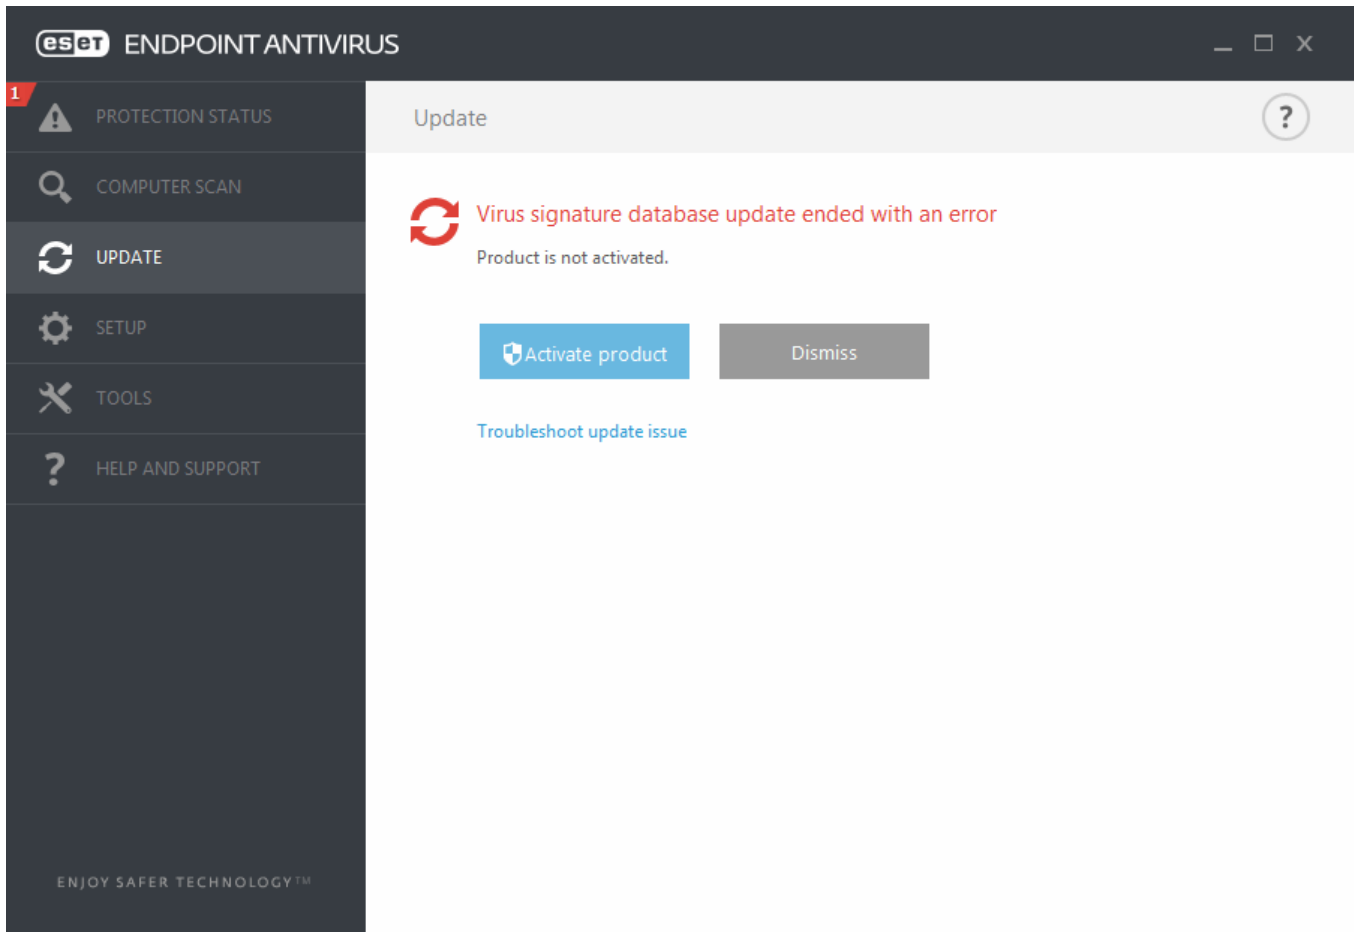 eset ENDPOINT ANTIVIRUS
1
PROTECTION STATUS
COMPUTER SCAN
UPDATE
SETUP
TOOLS
HELP AND SUPPORT
ENJOY SAFER TECHNOLOGY™
Update
?
Virus signature database update ended with an error
Product is not activated.
Activate product
Dismiss
Troubleshoot update issue